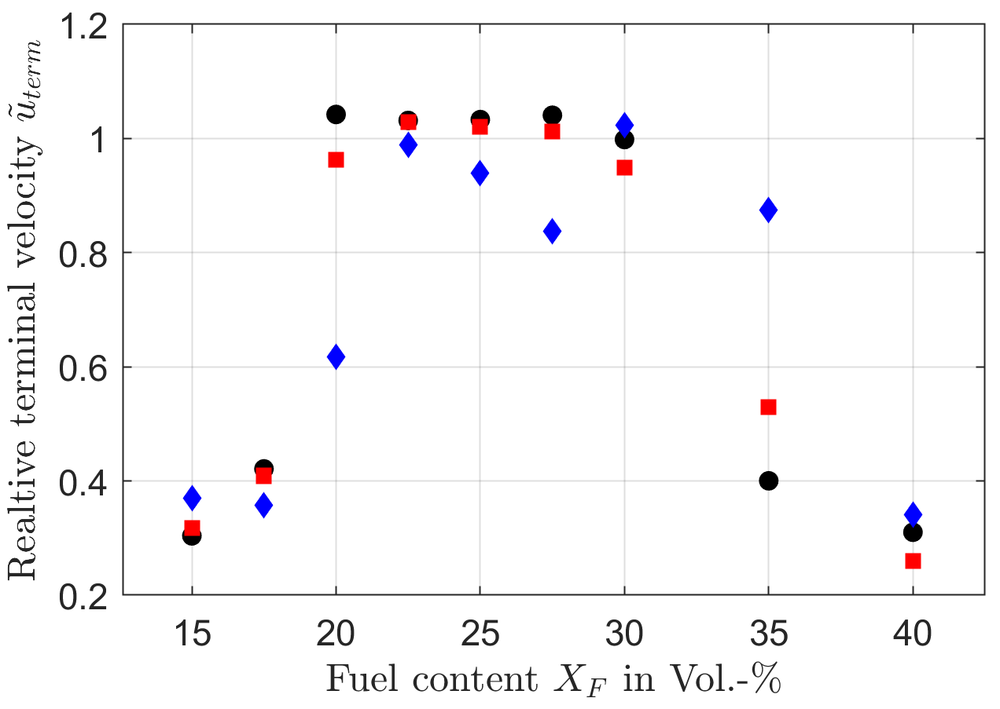 1.2
1
0.8
0.6
0.4
0.2
Realtive terminal velocity ũ_term
15 20 25 30 35 40
Fuel content X_F in Vol.-%